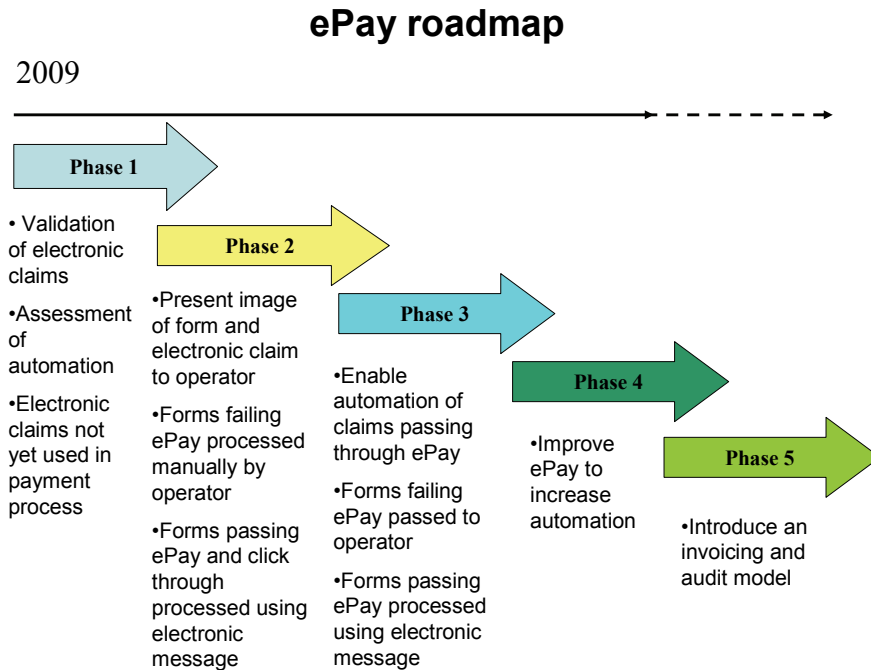 ePay roadmap
2009
Phase 1
• Validation
of electronic
claims
•Assessment
of
automation
•Electronic
claims not
yet used in
payment
process
Phase 2
•Present image
of form and
electronic claim
to operator
•Forms failing
ePay processed
manually by
operator
•Forms passing
ePay and click
through
processed using
electronic
message
Phase 3
•Enable
automation of
claims passing
through ePay
•Forms failing
ePay passed to
operator
•Forms passing
ePay processed
using electronic
message
Phase 4
•Improve
ePay to
increase
automation
Phase 5
•Introduce an
invoicing and
audit model